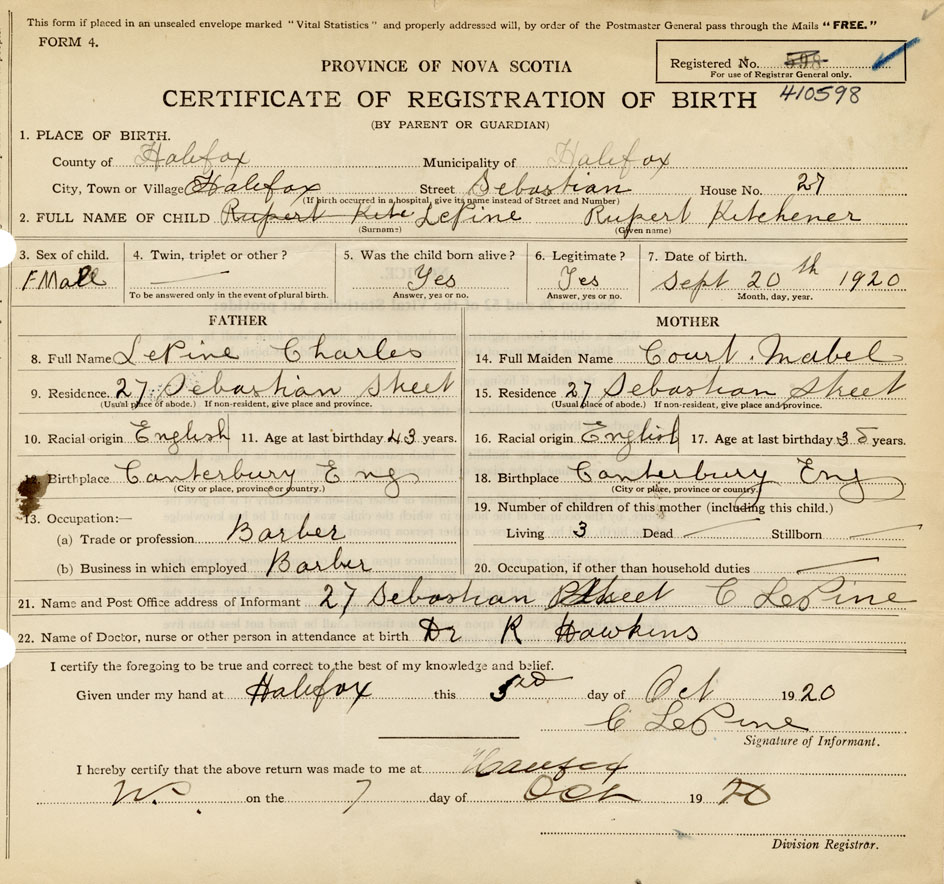 This form if placed in an unsealed envelope marked "Vital Statistics" and properly addressed will, by order of the Postmaster General pass through the Mails "FREE."
FORM 4.
Registered No. 598
For use of Registrar General only.
PROVINCE OF NOVA SCOTIA
CERTIFICATE OF REGISTRATION OF BIRTH 410598
(BY PARENT OR GUARDIAN)
1. PLACE OF BIRTH.
County of Halifax Municipality of Halifax
City, Town or Village Halifax Street Sebastian House No. 27
(If birth occurred in a hospital, give its name instead of Street and Number)
2. FULL NAME OF CHILD Rupert Kitc LePine Rupert Kitchener
(Surname) (Given name)
3. Sex of child. 4. Twin, triplet or other? 5. Was the child born alive? 6. Legitimate? 7. Date of birth.
Male — Yes Yes Sept 20th 1920
To be answered only in the event of plural birth. Answer, yes or no. Answer, yes or no. Month, day, year.
FATHER
8. Full Name LePine Charles
9. Residence 27 Sebastian Street
(Usual place of abode.) If non-resident, give place and province.
10. Racial origin English 11. Age at last birthday 43 years.
Birthplace Canterbury Eng
(City or place, province or country.)
13. Occupation:—
(a) Trade or profession Barber
(b) Business in which employed Barber
MOTHER
14. Full Maiden Name Court. Mabel
15. Residence 27 Sebastian Street
(Usual place of abode.) If non-resident, give place and province.
16. Racial origin English 17. Age at last birthday 38 years.
18. Birthplace Canterbury Eng
(City or place, province or country)
19. Number of children of this mother (including this child.)
Living 3 Dead — Stillborn —
20. Occupation, if other than household duties —
21. Name and Post Office address of Informant 27 Sebastian Street C LePine
22. Name of Doctor, nurse or other person in attendance at birth Dr R Hawkins
I certify the foregoing to be true and correct to the best of my knowledge and belief.
Given under my hand at Halifax this 3rd day of Oct 1920
C LePine
Signature of Informant.
I hereby certify that the above return was made to me at Halifax
N.S. on the 7 day of Oct 1920
Division Registrar.